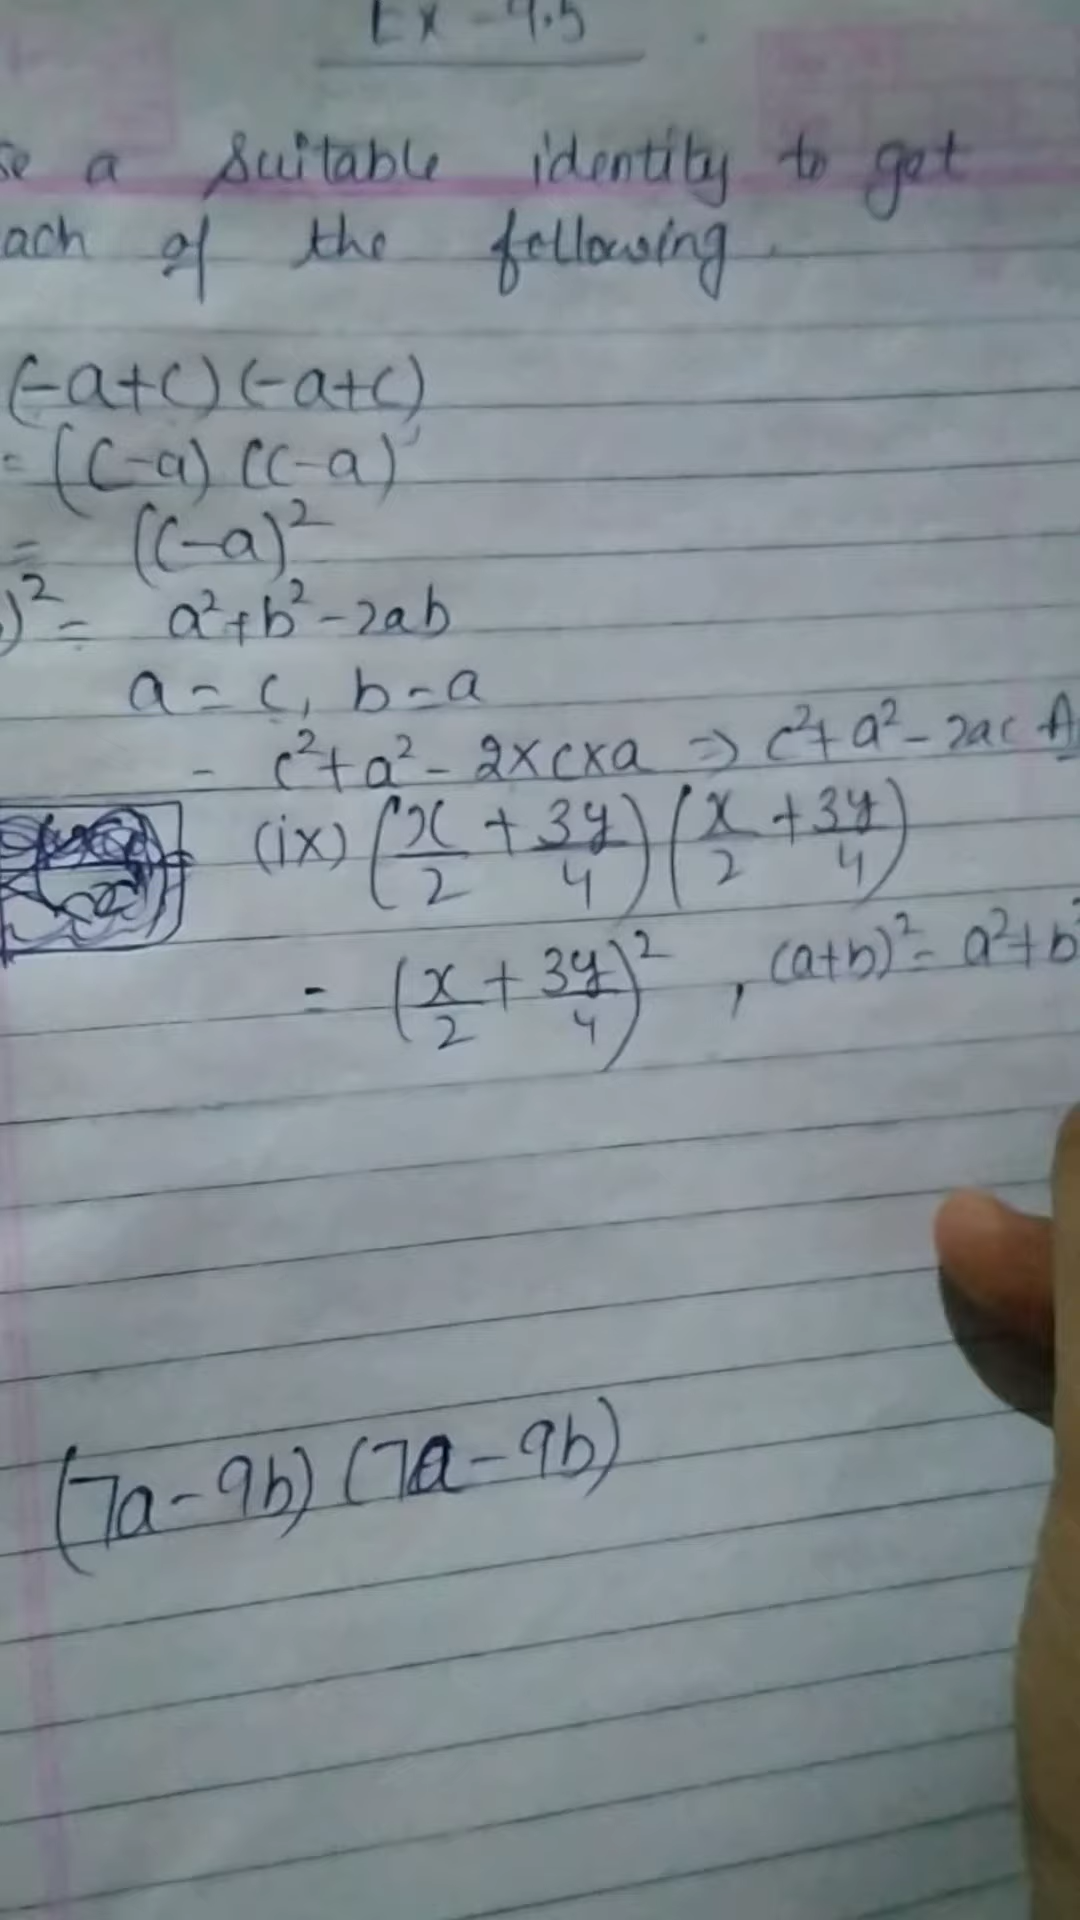 Ex - 9.5
a suitable identity to get
of the following.
(-a+c) (-a+c)
= (c-a) (c-a)
= (c-a)²
)² = a²+b²-2ab
a = c, b = a
= c²+a²-2×c×a ⇒ c²+a²-2ac
(ix) (x/2 + 3y/4) (x/2 + 3y/4)
= (x/2 + 3y/4)², (a+b)² = a²+b²
(7a-9b) (7a-9b)